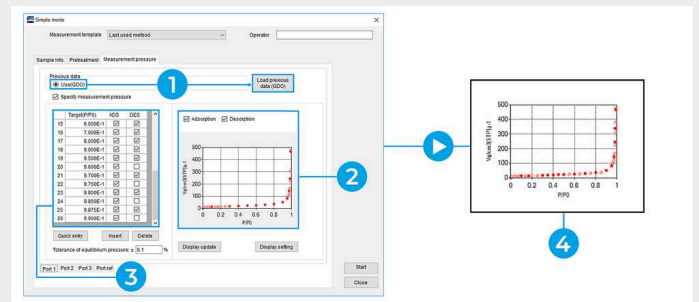 Simple mode
Measurement template Last used method Operator
Sample info. Pretreatment Measurement pressure
Previous data
Use(GDO)
Load previous data (GDO)
1
Specify measurement pressure
Target(P/P0) ADS DES
15 6.000E-1
16 7.000E-1
17 8.000E-1
18 9.000E-1
19 9.500E-1
20 9.600E-1
21 9.700E-1
22 9.750E-1
23 9.800E-1
24 9.850E-1
25 9.875E-1
26 9.900E-1
Quick entry Insert Delete
Tolerance of equilibrium pressure: ± 0.1 %
Adsorption Desorption
500
400
300
200
100
0
0 0.2 0.4 0.6 0.8 1
P/P0
Display update Display setting
2
3
Port 1 Port 2 Port 3 Port ref
Start
Close
Vg/cm3(STP)g-1
500
400
300
200
100
0
0 0.2 0.4 0.6 0.8 1
P/P0
4